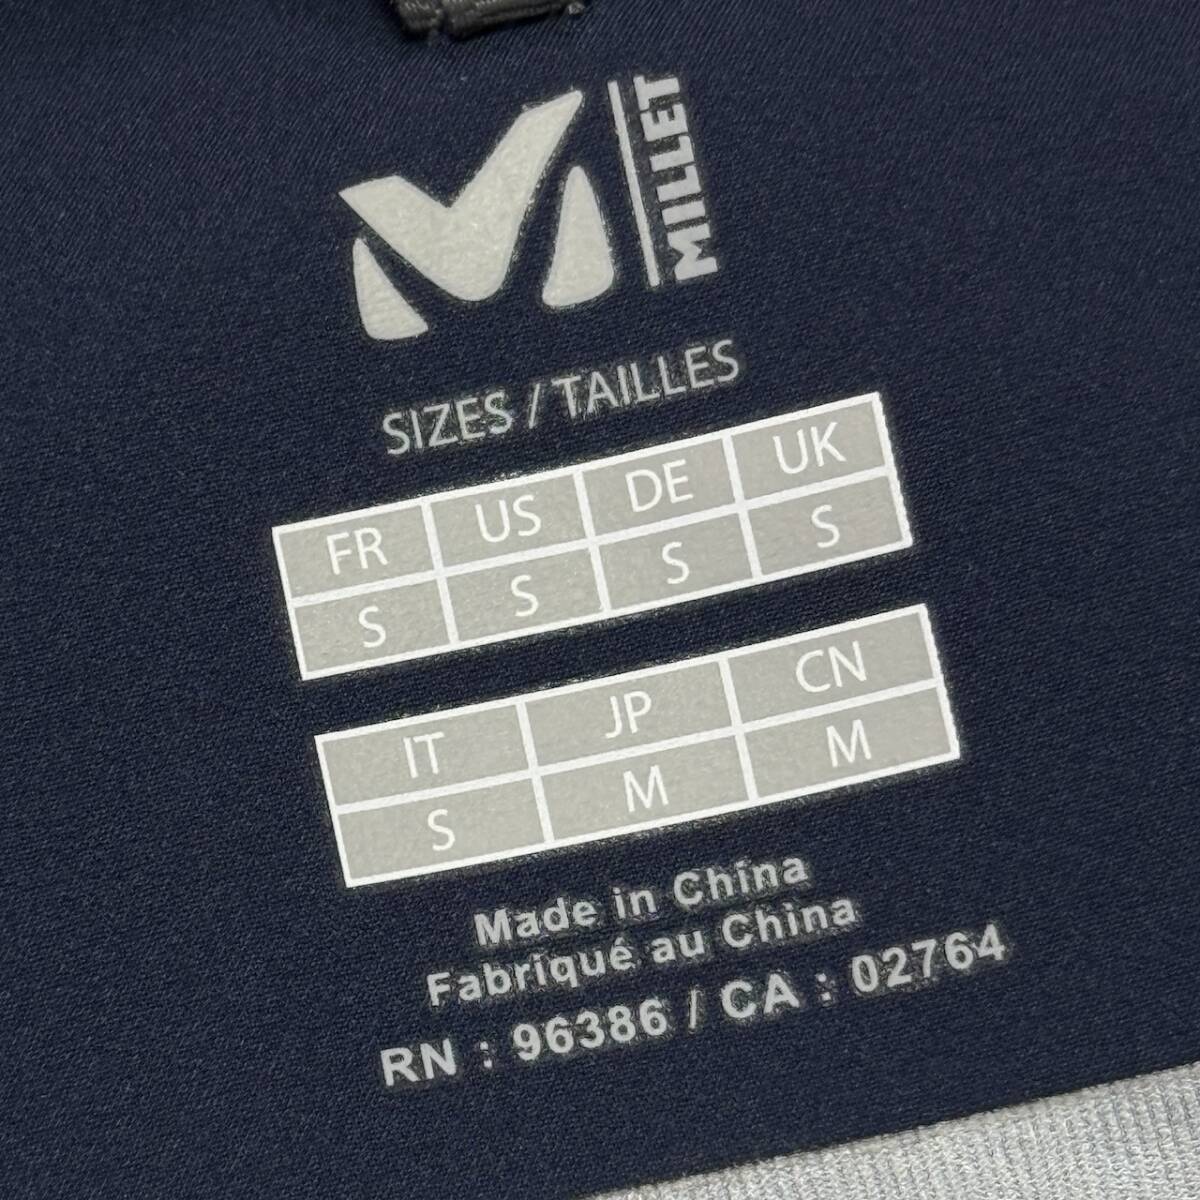 MILLET
SIZES / TAILLES
FR US DE UK
S S S S
IT JP CN
S M M
Made in China
Fabriqué au China
RN : 96386 / CA : 02764